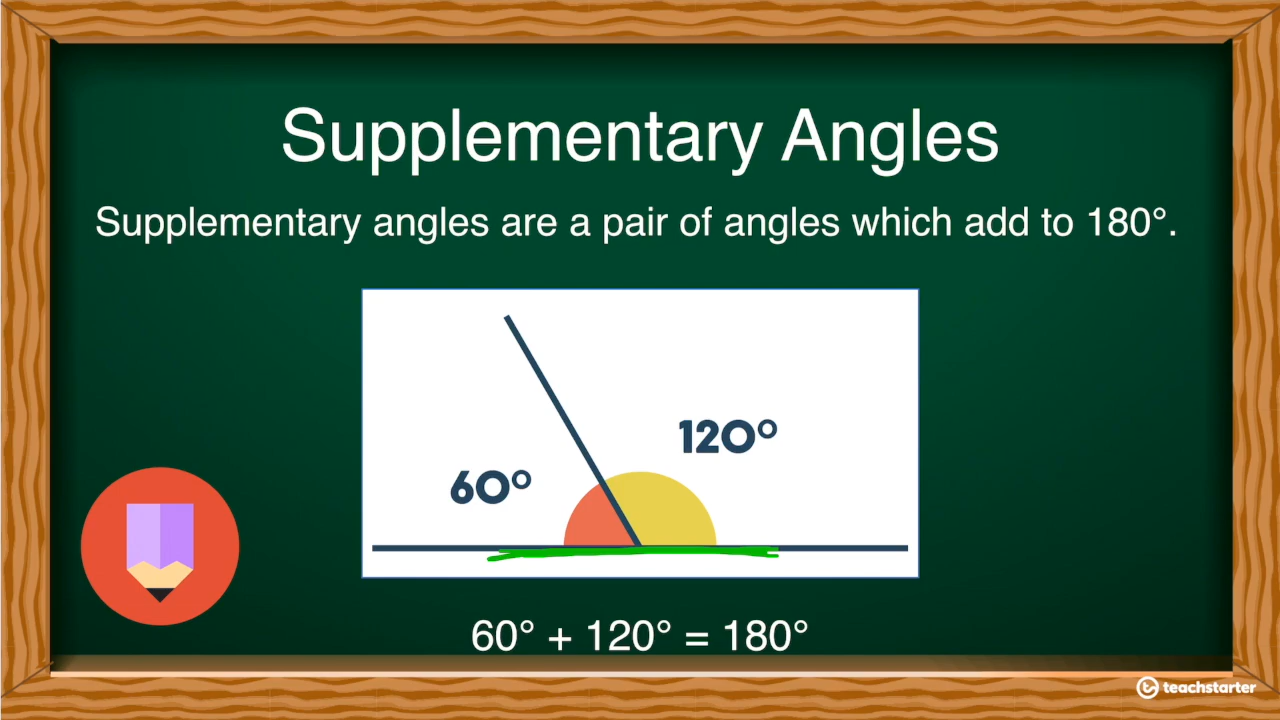 Supplementary Angles
Supplementary angles are a pair of angles which add to 180°.
120°
60°
60° + 120° = 180°
teachstarter